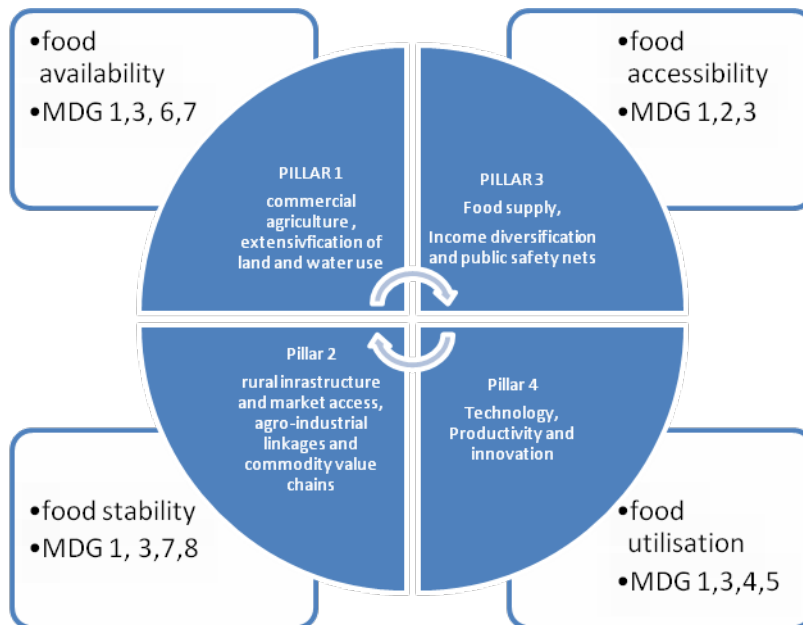 •food
availability
•MDG 1,3, 6,7
•food
accessibility
•MDG 1,2,3
PILLAR 1
commercial
agriculture ,
extensivfication of
land and water use
PILLAR 3
Food supply,
Income diversification
and public safety nets
Pillar 2
rural inrastructure
and market access,
agro-industrial
linkages and
commodity value
chains
Pillar 4
Technology,
Productivity and
innovation
•food stability
•MDG 1, 3,7,8
•food
utilisation
•MDG 1,3,4,5